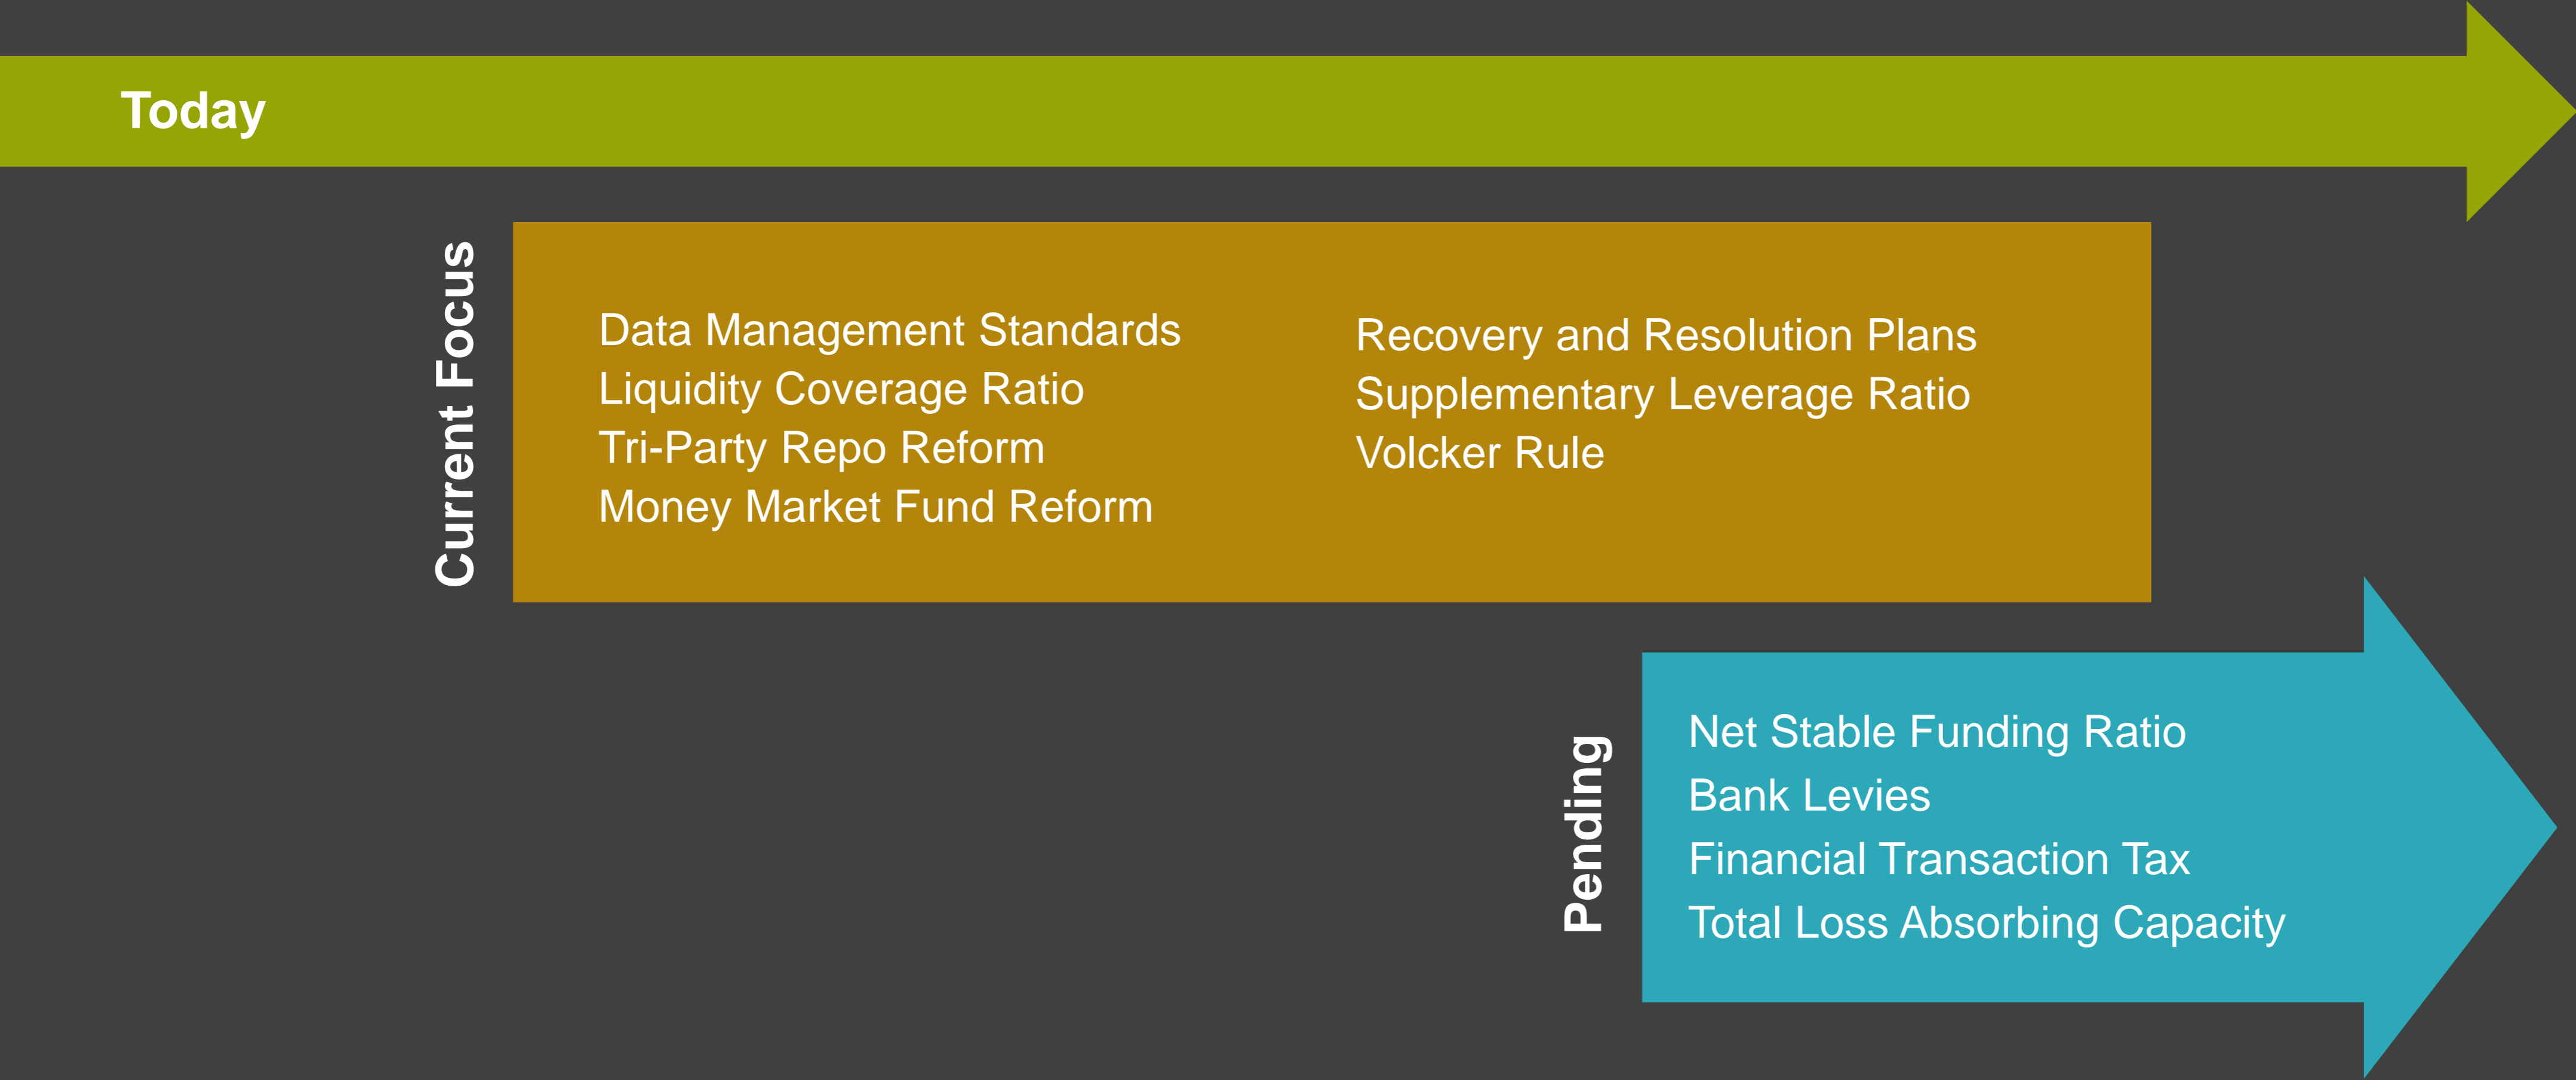 Today
Current Focus
Data Management Standards
Liquidity Coverage Ratio
Tri-Party Repo Reform
Money Market Fund Reform
Recovery and Resolution Plans
Supplementary Leverage Ratio
Volcker Rule
Pending
Net Stable Funding Ratio
Bank Levies
Financial Transaction Tax
Total Loss Absorbing Capacity